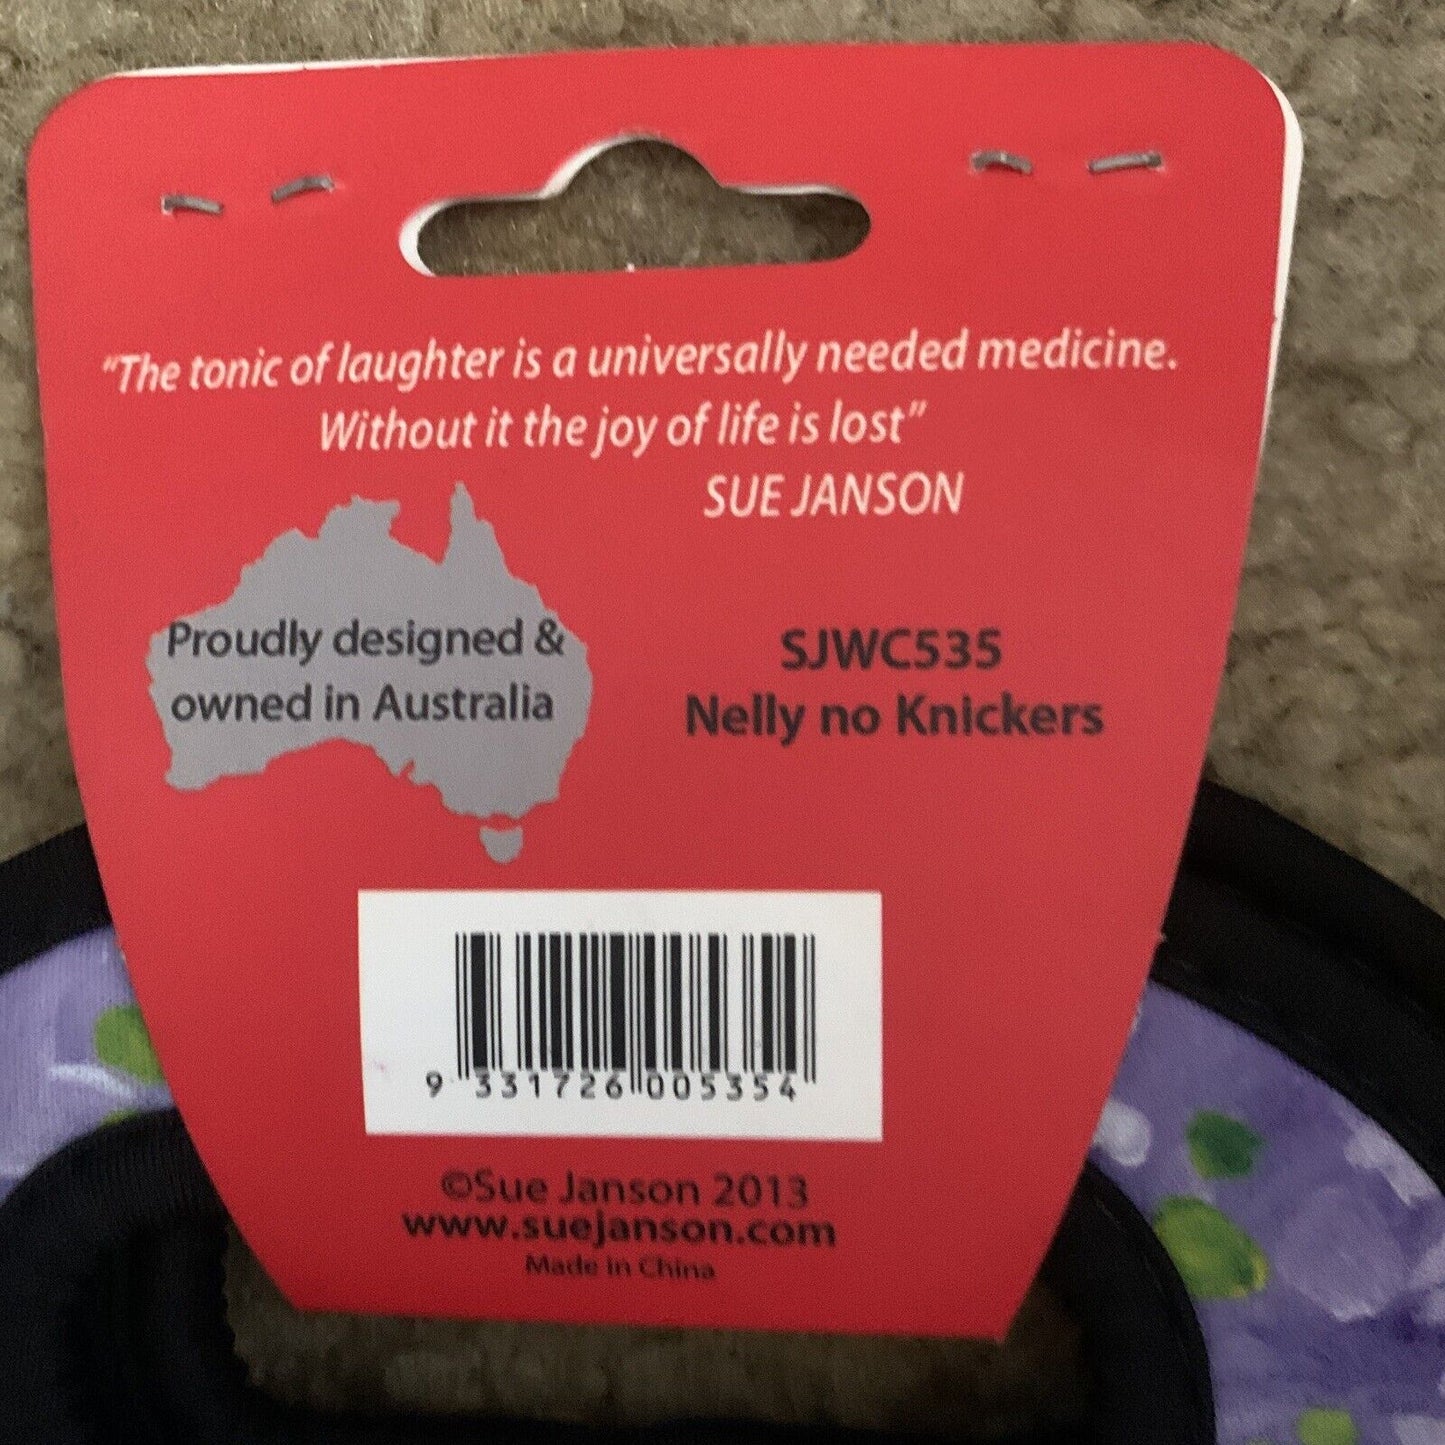 "The tonic of laughter is a universally needed medicine.
Without it the joy of life is lost"
SUE JANSON
Proudly designed &
owned in Australia
SJWC535
Nelly no Knickers
9 331726 005354
©Sue Janson 2013
www.suejanson.com
Made in China